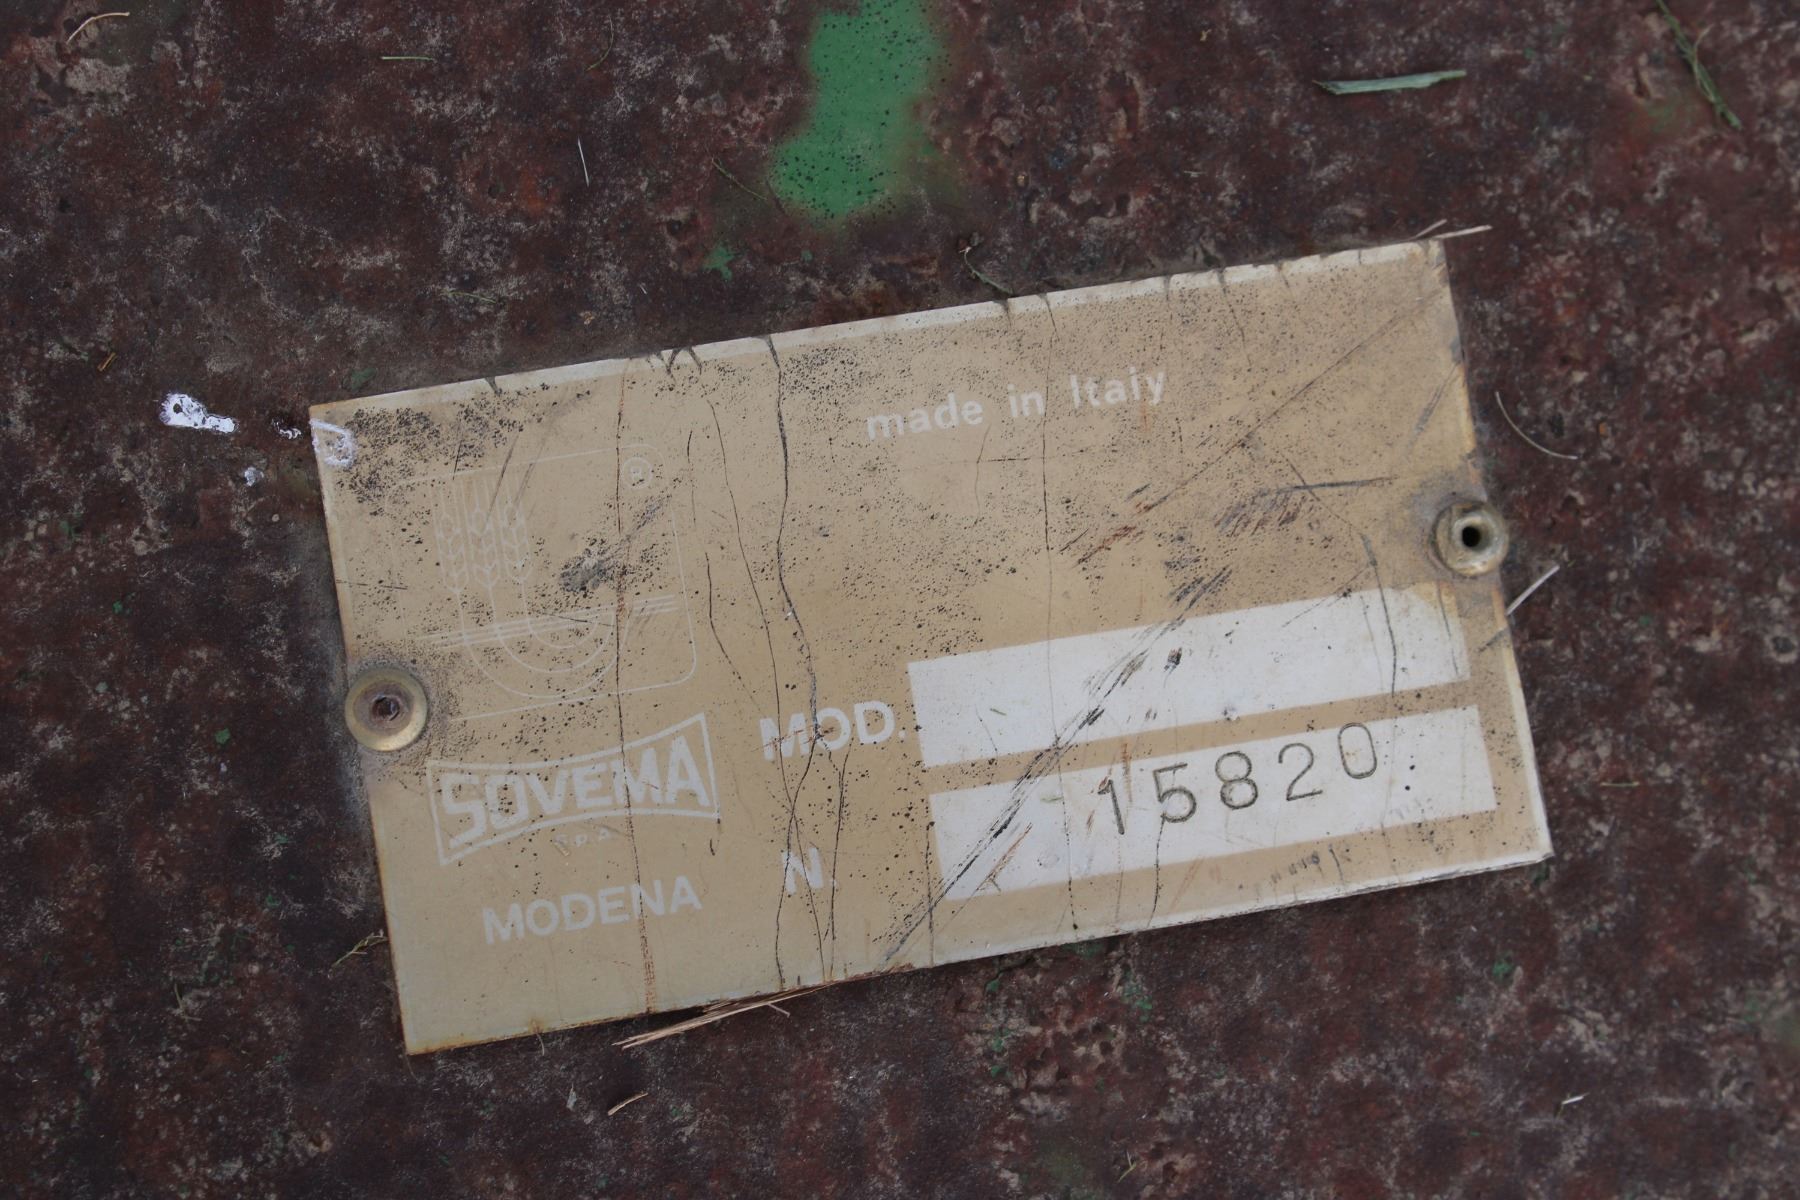 made in Italy
®
SOVEMA
S.p.A.
MODENA
MOD.
N. 15820